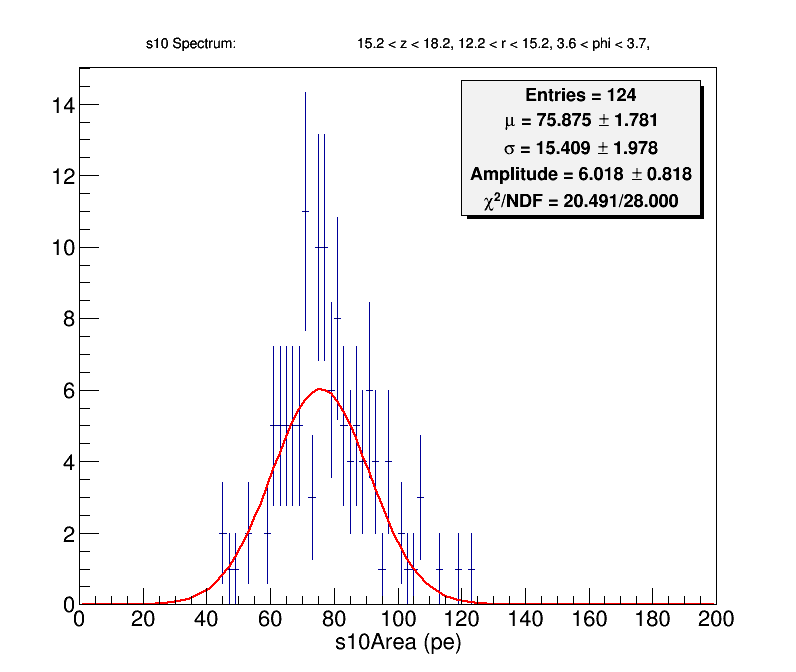 s10 Spectrum: 15.2 < z < 18.2, 12.2 < r < 15.2, 3.6 < phi < 3.7,
Entries = 124
μ = 75.875 ± 1.781
σ = 15.409 ± 1.978
Amplitude = 6.018 ± 0.818
χ²/NDF = 20.491/28.000
14
12
10
8
6
4
2
0
0 20 40 60 80 100 120 140 160 180 200
s10Area (pe)